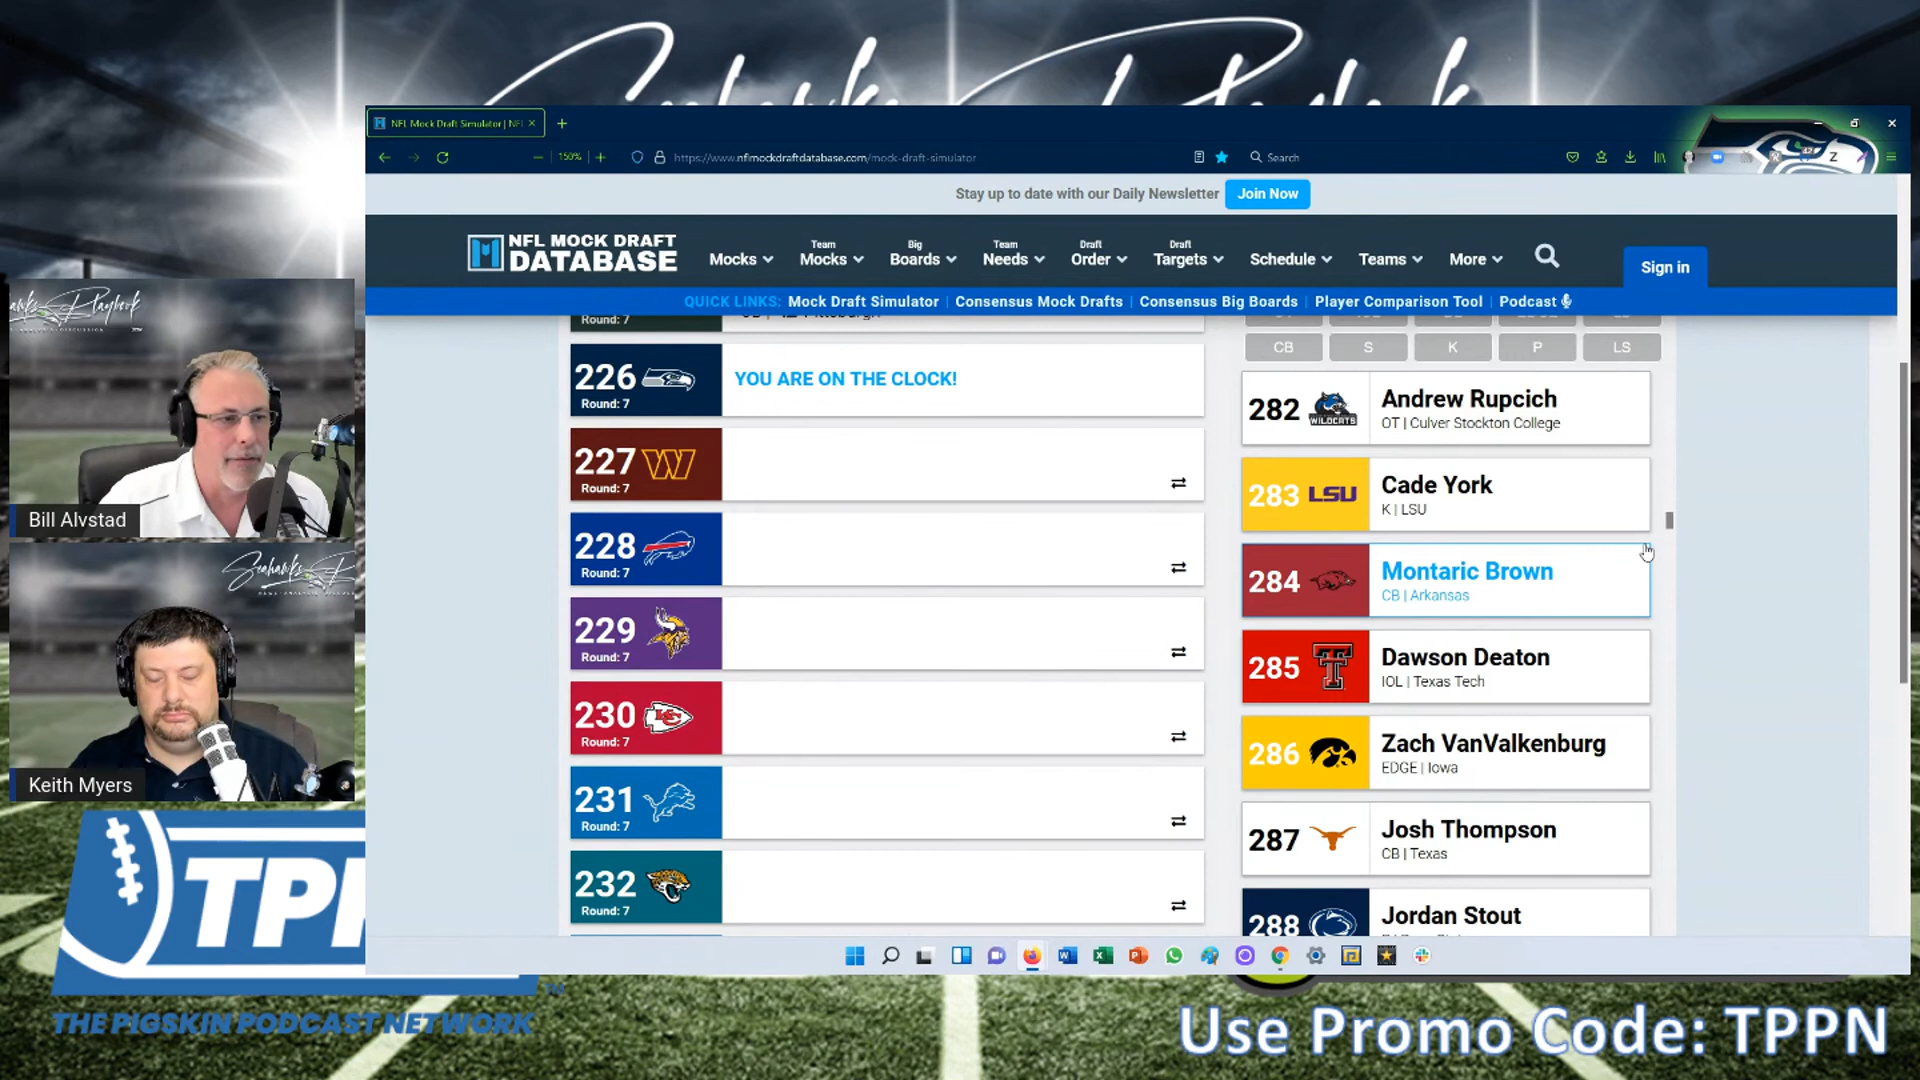 Seahawks Playbook
NFL Mock Draft Simulator | NFL
150%
https://www.nflmockdraftdatabase.com/mock-draft-simulator
Search
Stay up to date with our Daily Newsletter
Join Now
NFL MOCK DRAFT
DATABASE
Mocks
Team
Mocks
Big
Boards
Team
Needs
Draft
Order
Draft
Targets
Schedule
Teams
More
Sign in
QUICK LINKS: Mock Draft Simulator | Consensus Mock Drafts | Consensus Big Boards | Player Comparison Tool | Podcast
Round: 7
226
Round: 7
YOU ARE ON THE CLOCK!
227
Round: 7
228
Round: 7
229
Round: 7
230
Round: 7
231
Round: 7
232
Round: 7
CB
S
K
P
LS
282
WILDCATS
Andrew Rupcich
OT | Culver Stockton College
283
LSU
Cade York
K | LSU
284
Montaric Brown
CB | Arkansas
285
Dawson Deaton
IOL | Texas Tech
286
Zach VanValkenburg
EDGE | Iowa
287
Josh Thompson
CB | Texas
288
Jordan Stout
Bill Alvstad
Keith Myers
TPP
THE PIGSKIN PODCAST NETWORK
Use Promo Code: TPPN